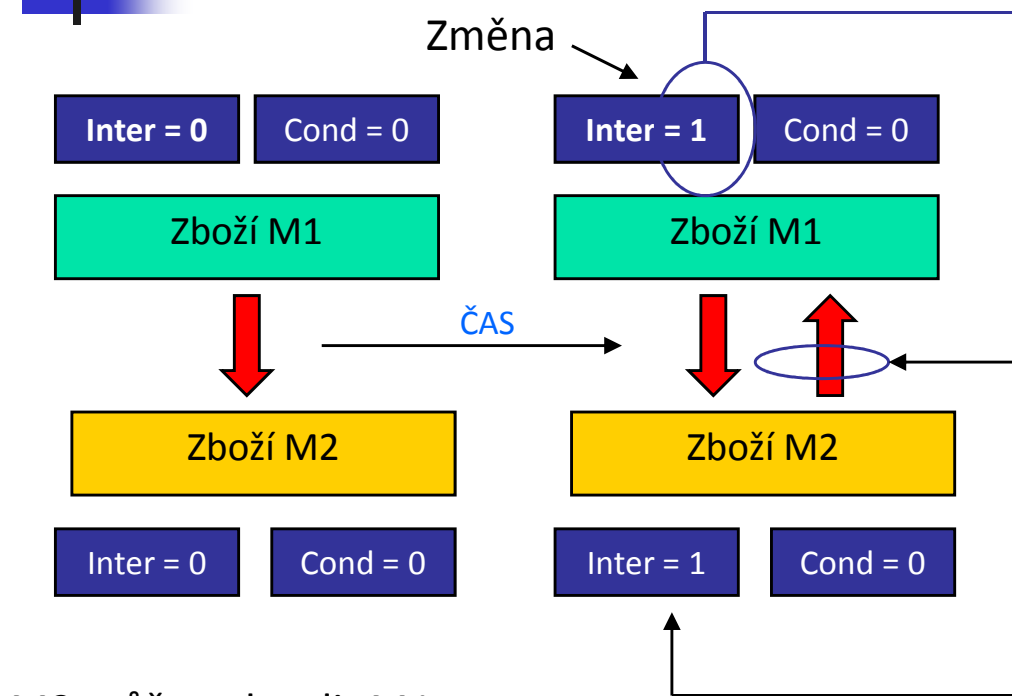 Změna
Inter = 0 Cond = 0 Inter = 1 Cond = 0
Zboží M1 Zboží M1
ČAS
Zboží M2 Zboží M2
Inter = 0 Cond = 0 Inter = 1 Cond = 0